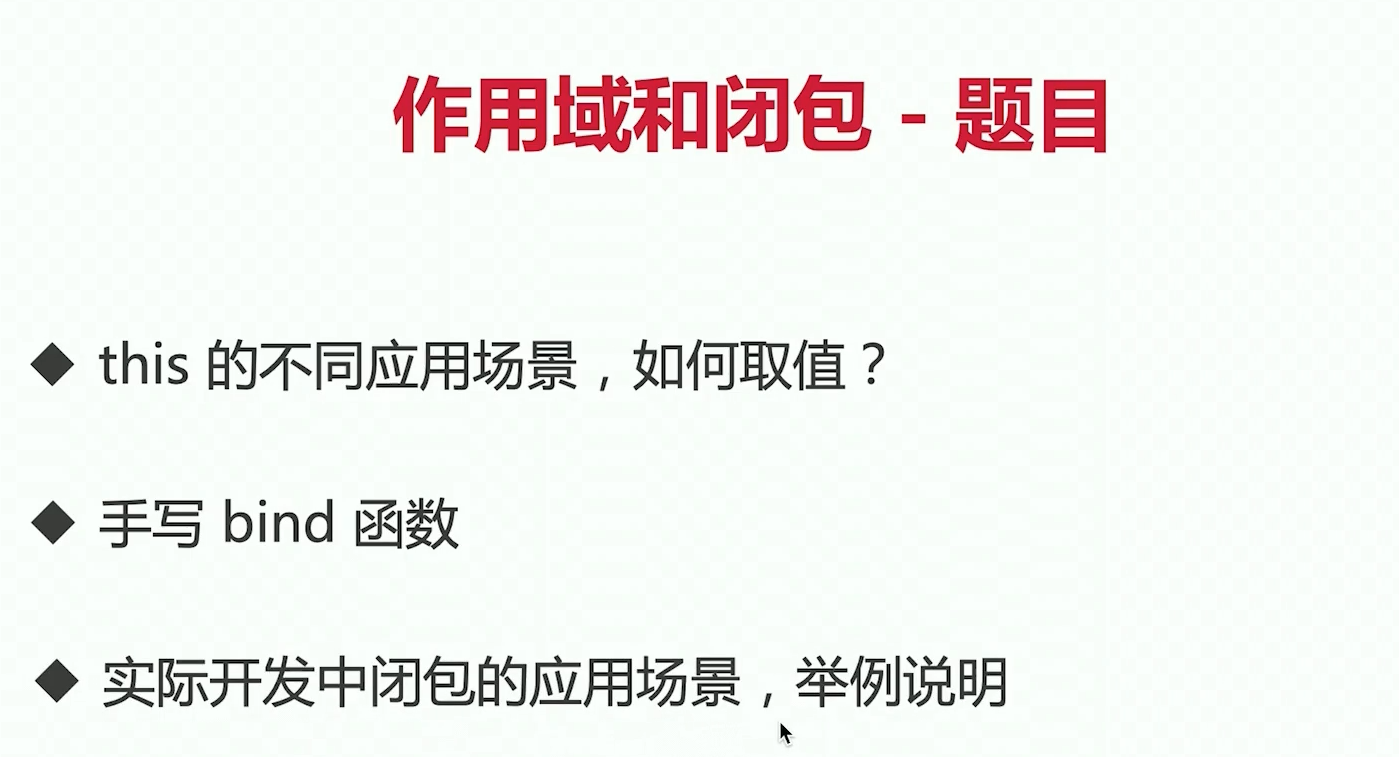 作用域和闭包 - 题目
◆ this 的不同应用场景，如何取值？
◆ 手写 bind 函数
◆ 实际开发中闭包的应用场景，举例说明